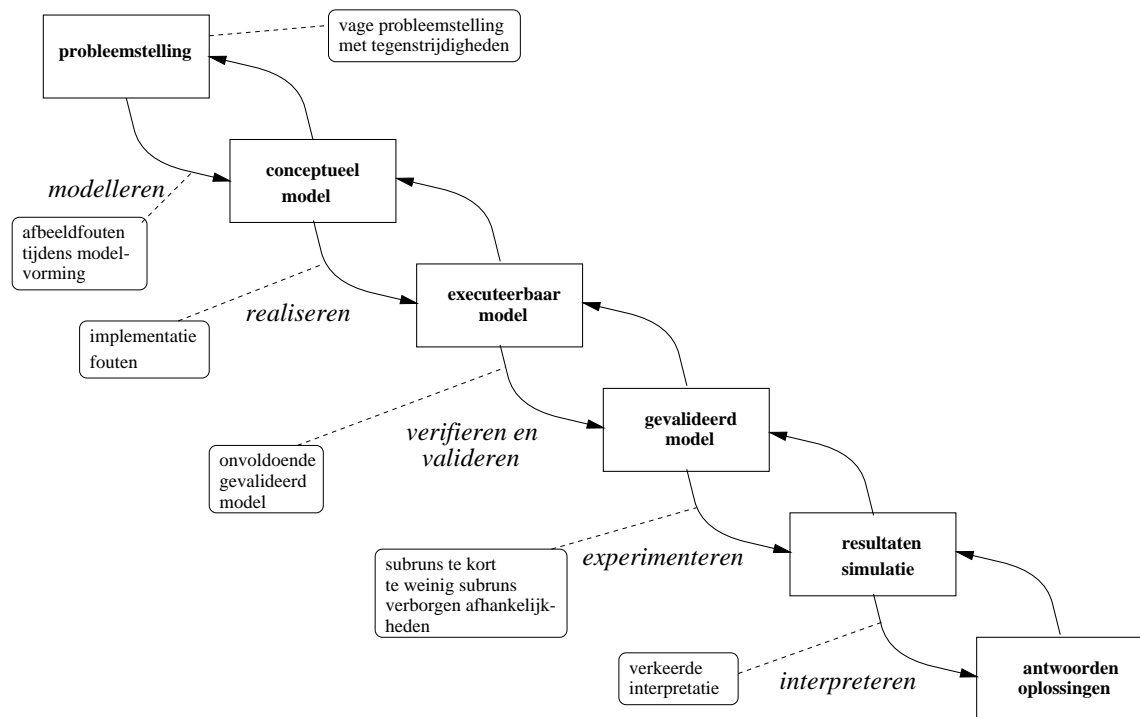 vage probleemstelling
met tegenstrijdigheden
probleemstelling
conceptueel
model
modelleren
afbeeldfouten
tijdens model-
vorming
executeerbaar
model
realiseren
implementatie
fouten
gevalideerd
model
verifieren en
valideren
onvoldoende
gevalideerd
model
resultaten
simulatie
experimenteren
subruns te kort
te weinig subruns
verborgen afhankelijk-
heden
antwoorden
oplossingen
interpreteren
verkeerde
interpretatie